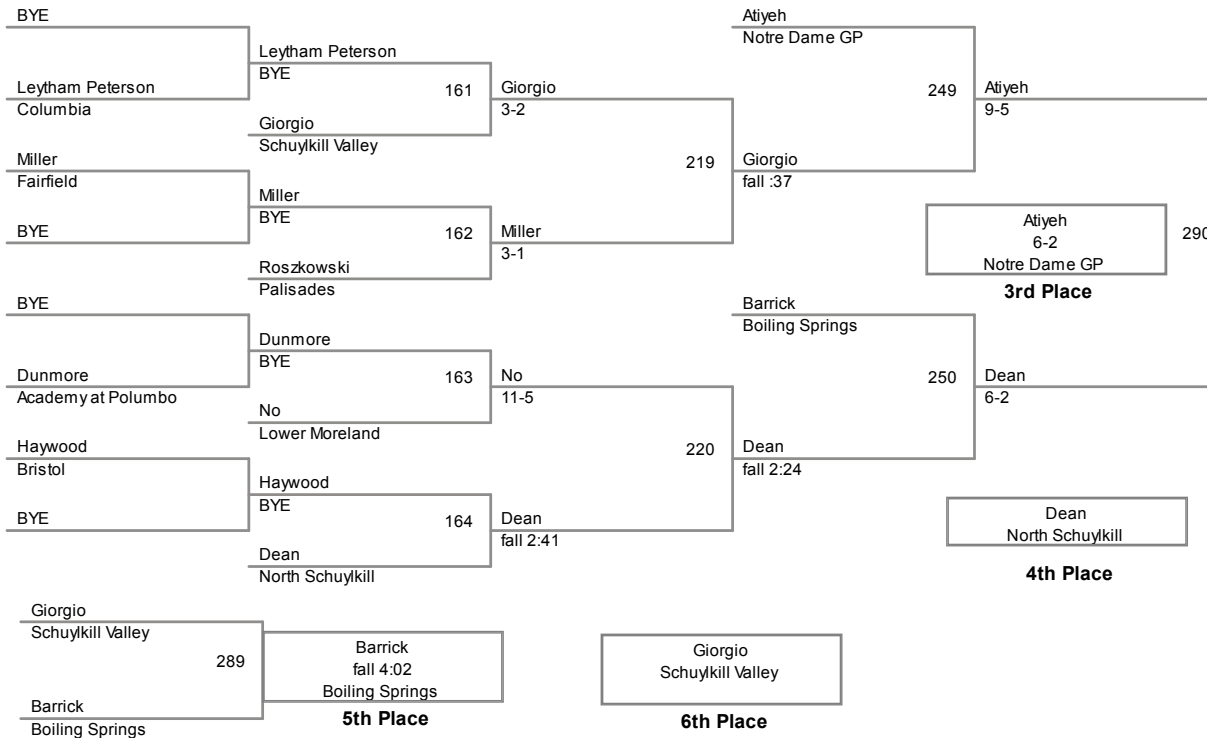 BYE
Leytham Peterson
Columbia
Miller
Fairfield
BYE
BYE
Dunmore
Academy at Polumbo
Haywood
Bristol
BYE
Leytham Peterson
BYE
161
Giorgio
Schuylkill Valley
Miller
BYE
162
Roszkowski
Palisades
Dunmore
BYE
163
No
Lower Moreland
Haywood
BYE
164
Dean
North Schuylkill
Giorgio
3-2
219
Miller
3-1
No
11-5
220
Dean
fall 2:41
Atiyeh
Notre Dame GP
249
Giorgio
fall :37
Barrick
Boiling Springs
250
Dean
fall 2:24
Atiyeh
9-5
Atiyeh
6-2
Notre Dame GP
290
3rd Place
Dean
6-2
Dean
North Schuylkill
4th Place
Giorgio
Schuylkill Valley
289
Barrick
Boiling Springs
Barrick
fall 4:02
Boiling Springs
5th Place
Giorgio
Schuylkill Valley
6th Place